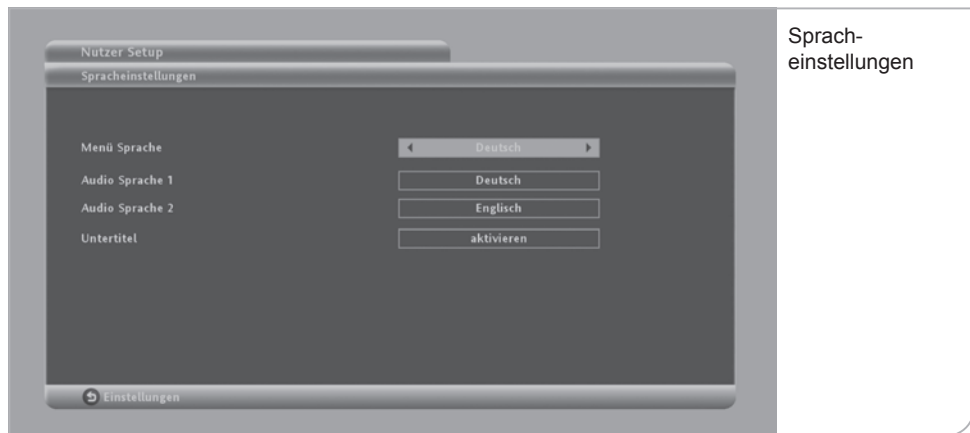 Nutzer Setup
Spracheinstellungen
Menü Sprache Deutsch
Audio Sprache 1 Deutsch
Audio Sprache 2 Englisch
Untertitel aktivieren
Einstellungen
Sprach-
einstellungen